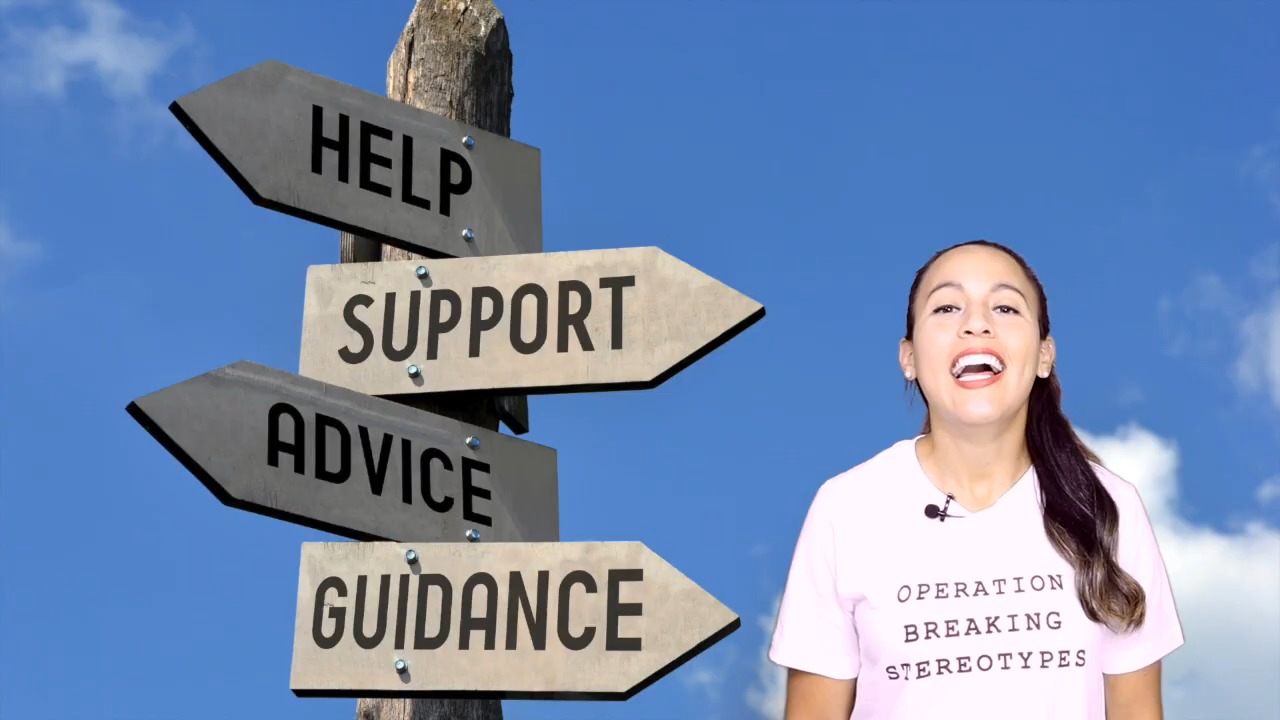 HELP
SUPPORT
ADVICE
GUIDANCE
OPERATION
BREAKING
STEREOTYPES